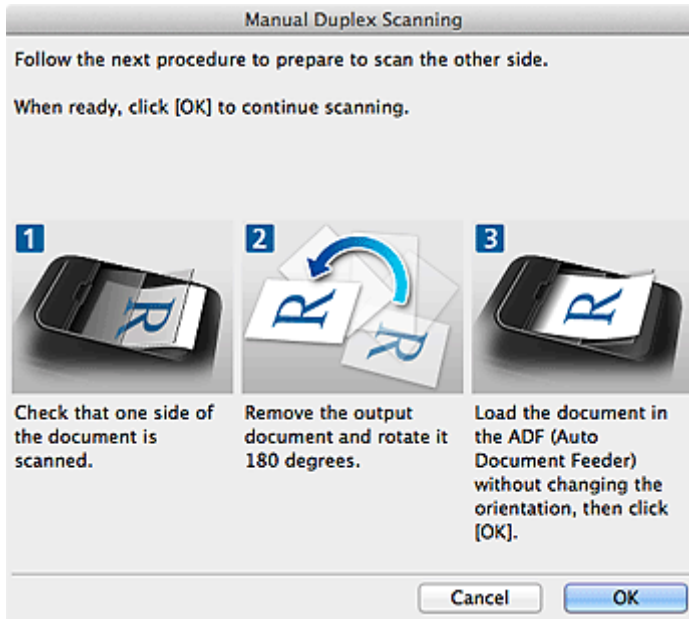 Manual Duplex Scanning
Follow the next procedure to prepare to scan the other side.
When ready, click [OK] to continue scanning.
1
R
Check that one side of
the document is
scanned.
2
R
R
Remove the output
document and rotate it
180 degrees.
3
R
Load the document in
the ADF (Auto
Document Feeder)
without changing the
orientation, then click
[OK].
Cancel
OK